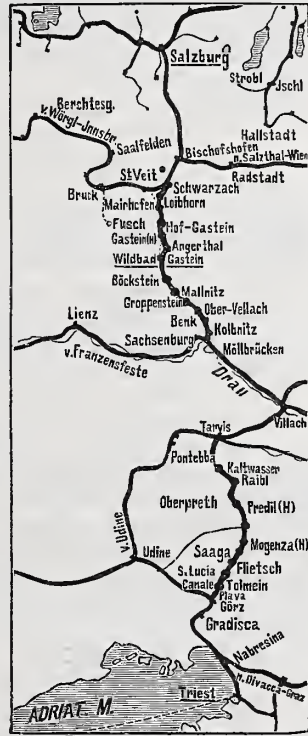 Salzburg
Strobl
Jschl
Berchtesg.
v. Wörgl-Jnnsbr.
Hallstadt
Saalfelden
Bischofshofen
n. Salzthal-Wien
Radstadt
St Veit
Schwarzach
Bruck
Mairhofen
Loibhorn
Fusch
Hof-Gastein
Gastein(H)
Angerthal
Wildbad Gastein
Böckstein
Mallnitz
Groppenstein
Ober-Vellach
Lienz
Benk
Kolbnitz
Sachsenburg
Möllbrücken
v. Franzensfeste
Drau
Villach
Tarvis
Pontebba
Kaltwasser
Raibl
Oberpreth
Predil (H)
v. Udine
Mogenza (H)
Udine
Saaga
Flietsch
S. Lucia
Tolmein
Canale
Plava
Görz
Gradisca
Nabresina
n. Divacca-Graz
Triest
ADRIAT. M.